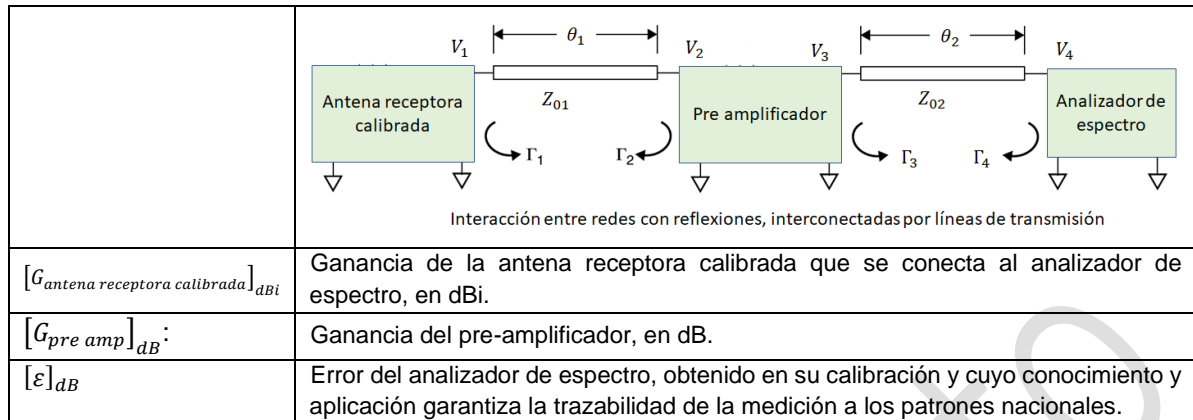 θ₁
θ₂
V₁
V₂
V₃
V₄
Antena receptora
calibrada
Z₀₁
Pre amplificador
Z₀₂
Analizador de
espectro
Γ₁
Γ₂
Γ₃
Γ₄
Interacción entre redes con reflexiones, interconectadas por líneas de transmisión
[G_{antena receptora calibrada}]_{dBi}
Ganancia de la antena receptora calibrada que se conecta al analizador de
espectro, en dBi.
[G_{pre amp}]_{dB}:
Ganancia del pre-amplificador, en dB.
[ε]_{dB}
Error del analizador de espectro, obtenido en su calibración y cuyo conocimiento y
aplicación garantiza la trazabilidad de la medición a los patrones nacionales.